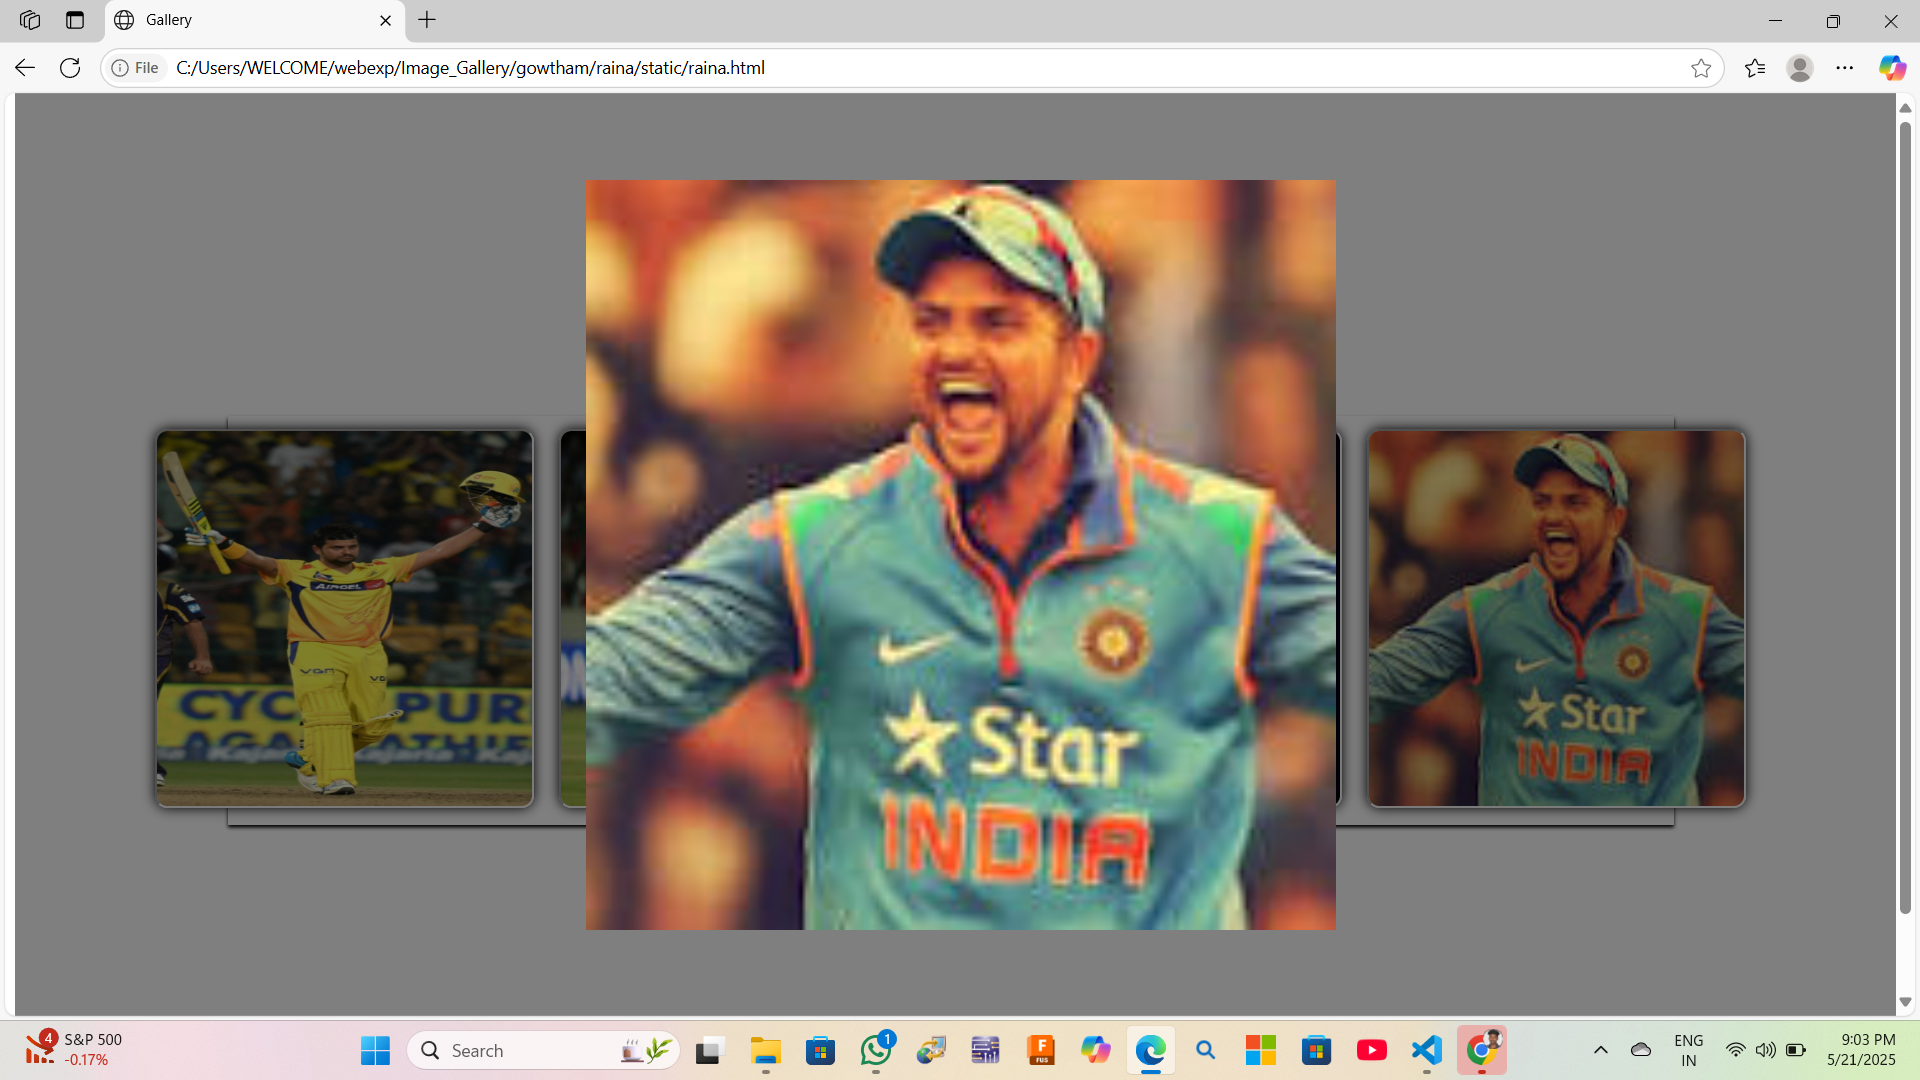 Gallery
File
C:/Users/WELCOME/webexp/Image_Gallery/gowtham/raina/static/raina.html
AIRCEL
CYC
PUR
Star
INDIA
Star
INDIA
4
S&P 500
-0.17%
Search
1
F
FUS
ENG
IN
9:03 PM
5/21/2025